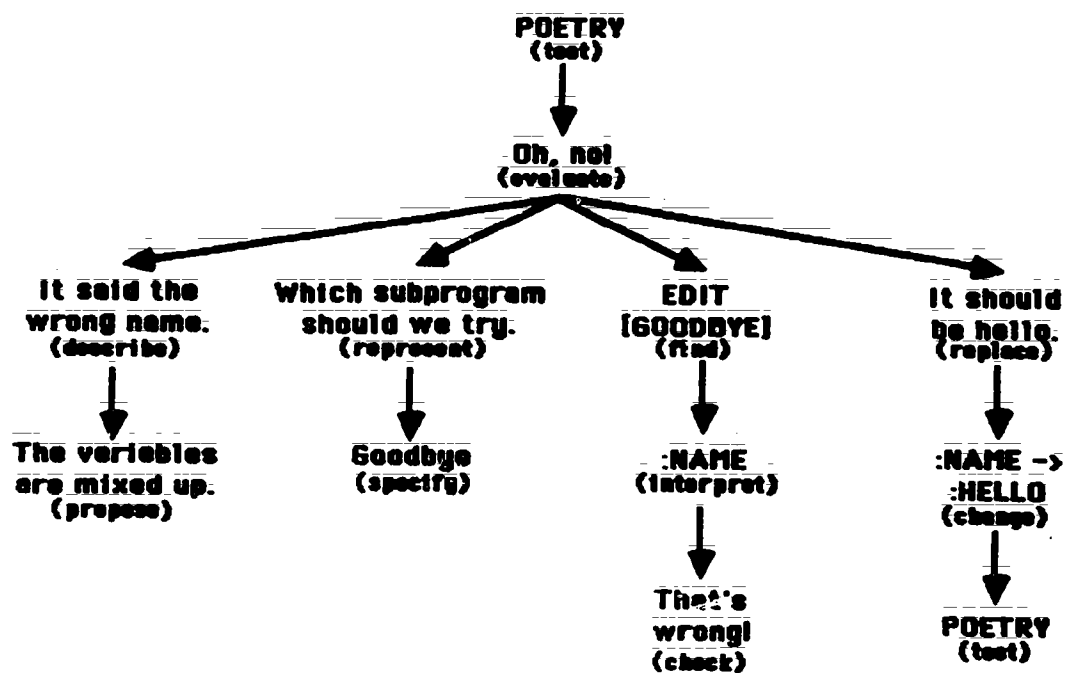 POETRY
(test)
Oh, no!
(evaluate)
It said the
wrong name.
(describe)
Which subprogram
should we try.
(represent)
EDIT
[GOODBYE]
(find)
It should
be hello.
(replace)
The variables
are mixed up.
(propose)
Goodbye
(specify)
:NAME
(interpret)
:NAME ->
:HELLO
(change)
That's
wrong!
(check)
POETRY
(test)